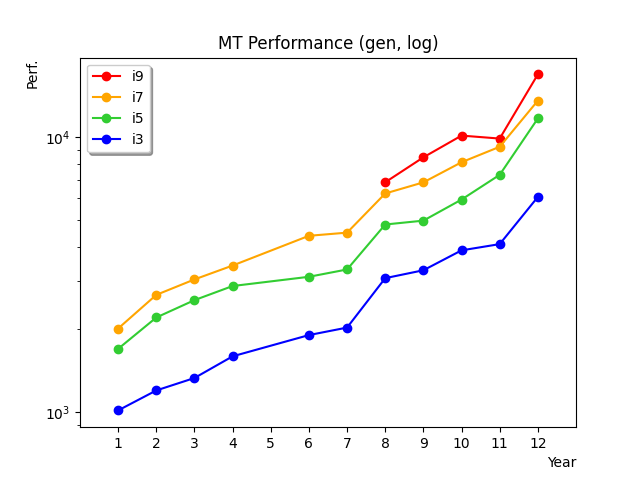 MT Performance (gen, log)
Perf.
i9
i7
i5
i3
10⁴
10³
1 2 3 4 5 6 7 8 9 10 11 12
Year